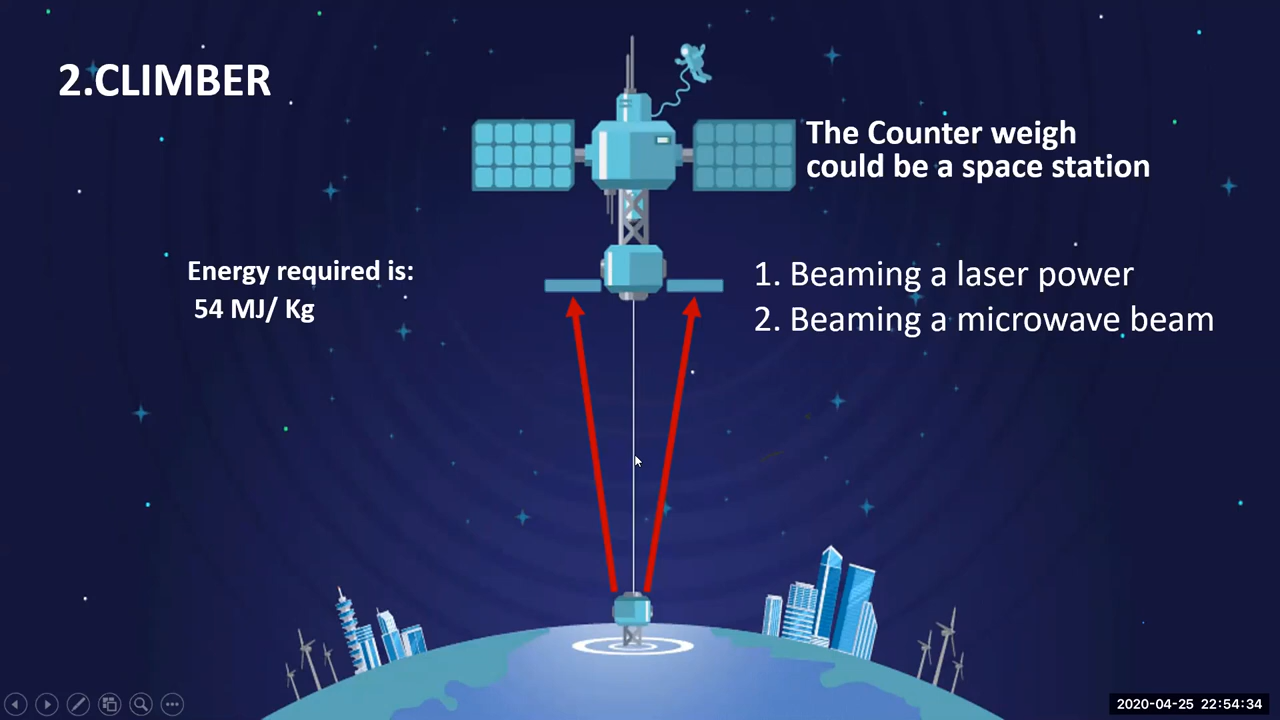 2.CLIMBER
The Counter weigh
could be a space station
Energy required is:
54 MJ/ Kg
1. Beaming a laser power
2. Beaming a microwave beam
2020-04-25 22:54:34